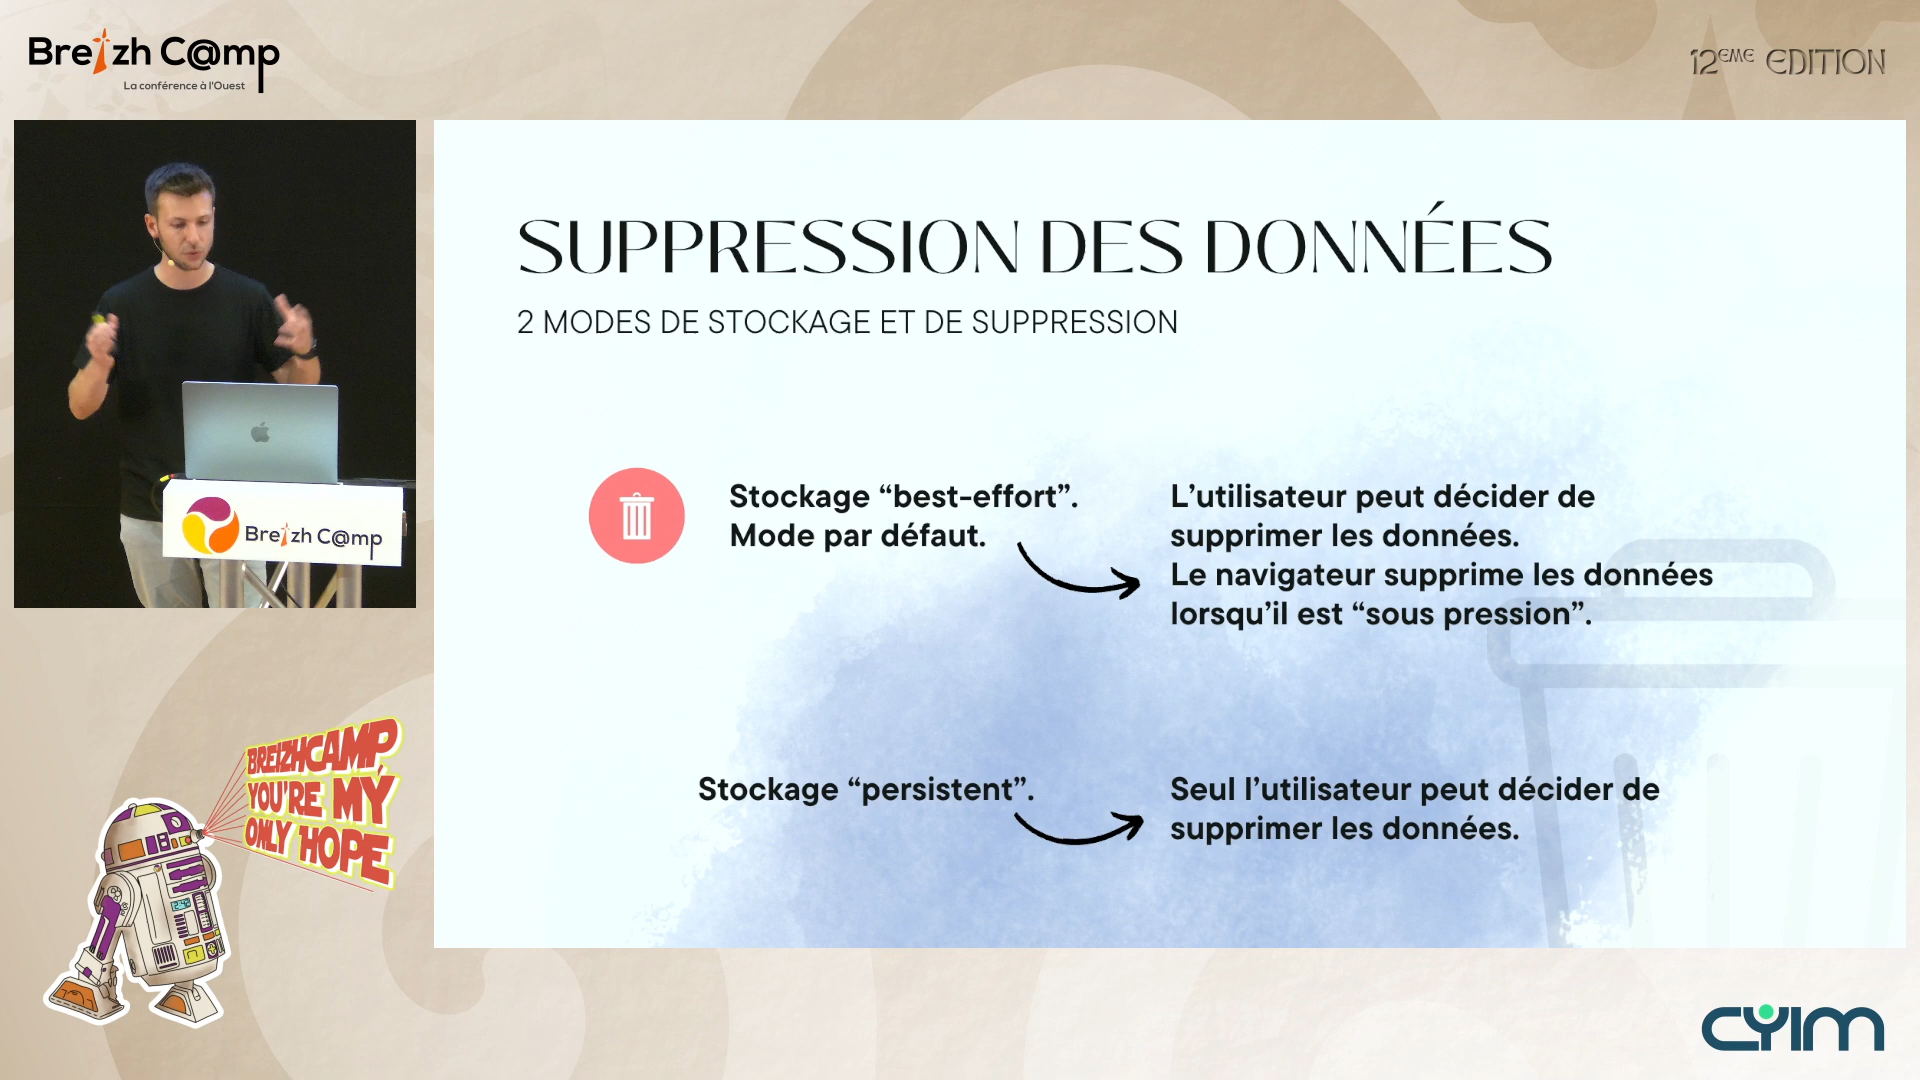 Breizh C@mp
La conférence à l'Ouest
12EME EDITION
SUPPRESSION DES DONNÉES
2 MODES DE STOCKAGE ET DE SUPPRESSION
Stockage “best-effort”.
Mode par défaut.
L’utilisateur peut décider de
supprimer les données.
Le navigateur supprime les données
lorsqu’il est “sous pression”.
Stockage “persistent”.
Seul l’utilisateur peut décider de
supprimer les données.
Breizh C@mp
BREIZHCAMP,
YOU'RE MY
ONLY HOPE
CYIM